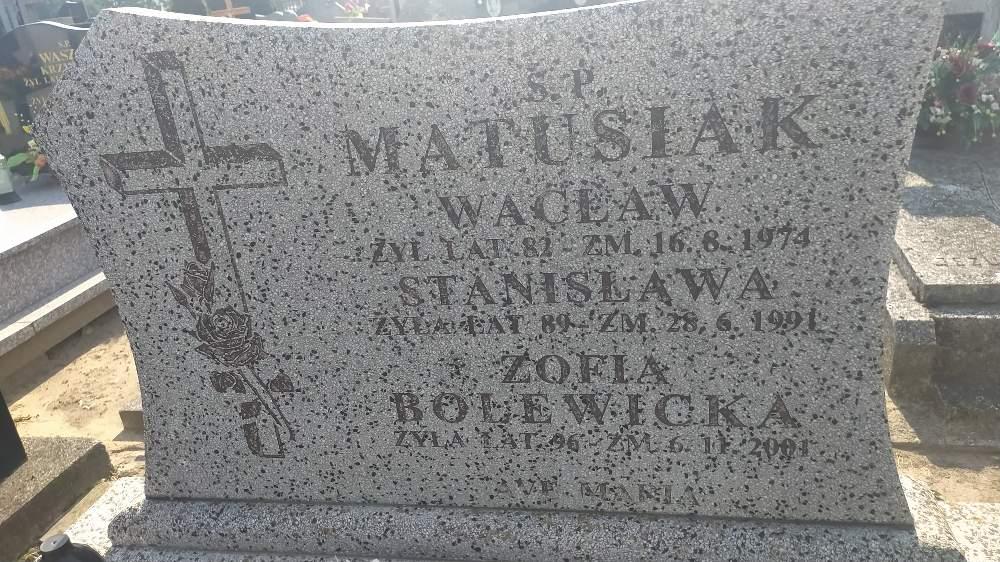 Ś.P.
MATUSIAK
WACŁAW
ŻYŁ LAT 82 - ZM. 16.8.1974
STANISŁAWA
ŻYŁA LAT 89 - ZM. 28.6.1991
ZOFIA
BOLEWICKA
ŻYŁA LAT 96 - ZM. 6.11.2001
AVE MARIA